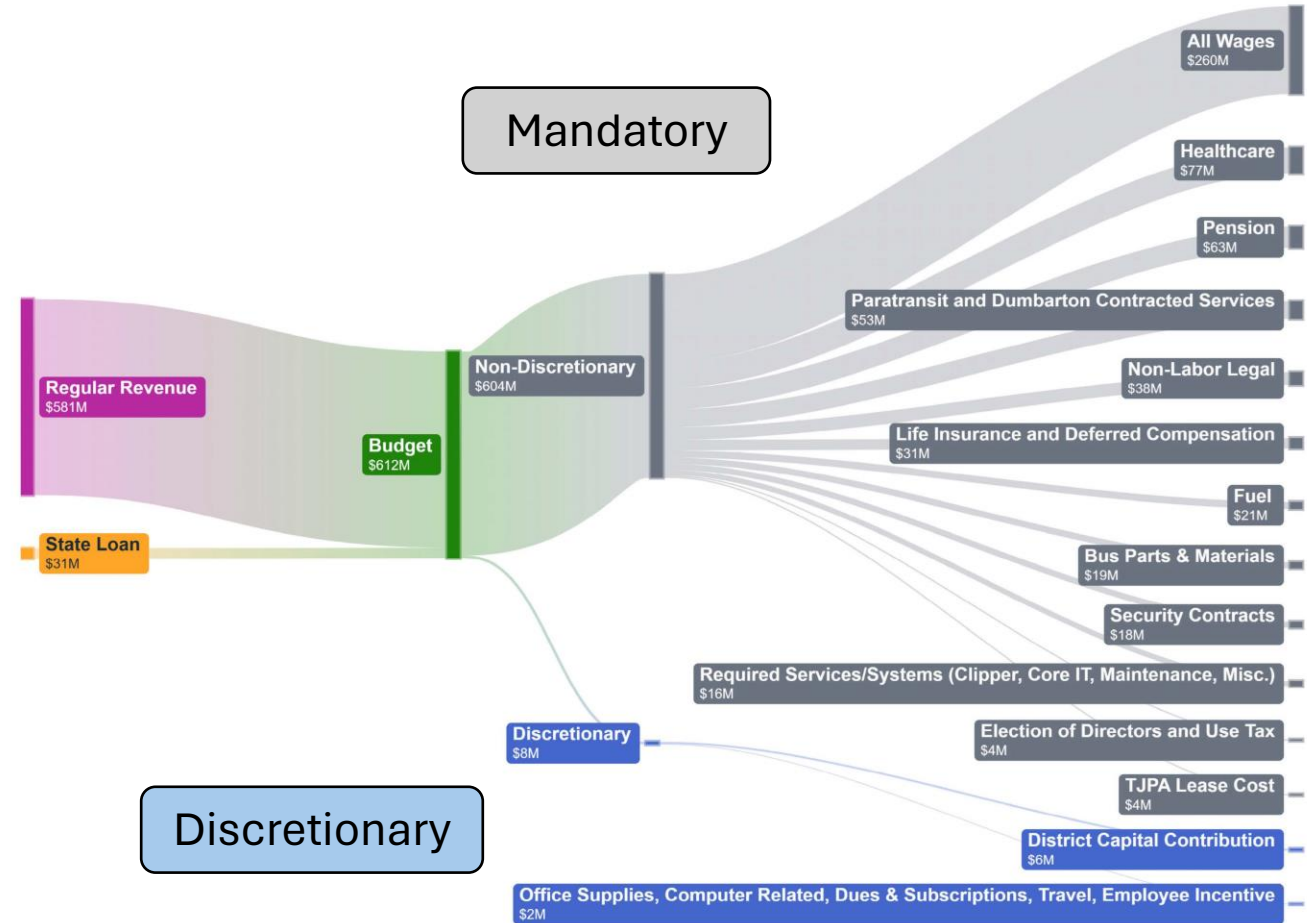 Mandatory
All Wages
$260M
Healthcare
$77M
Pension
$63M
Paratransit and Dumbarton Contracted Services
$53M
Non-Discretionary
$604M
Non-Labor Legal
$38M
Regular Revenue
$581M
Budget
$612M
Life Insurance and Deferred Compensation
$31M
Fuel
$21M
State Loan
$31M
Bus Parts & Materials
$19M
Security Contracts
$18M
Required Services/Systems (Clipper, Core IT, Maintenance, Misc.)
$16M
Discretionary
$8M
Election of Directors and Use Tax
$4M
TJPA Lease Cost
$4M
Discretionary
District Capital Contribution
$6M
Office Supplies, Computer Related, Dues & Subscriptions, Travel, Employee Incentive
$2M